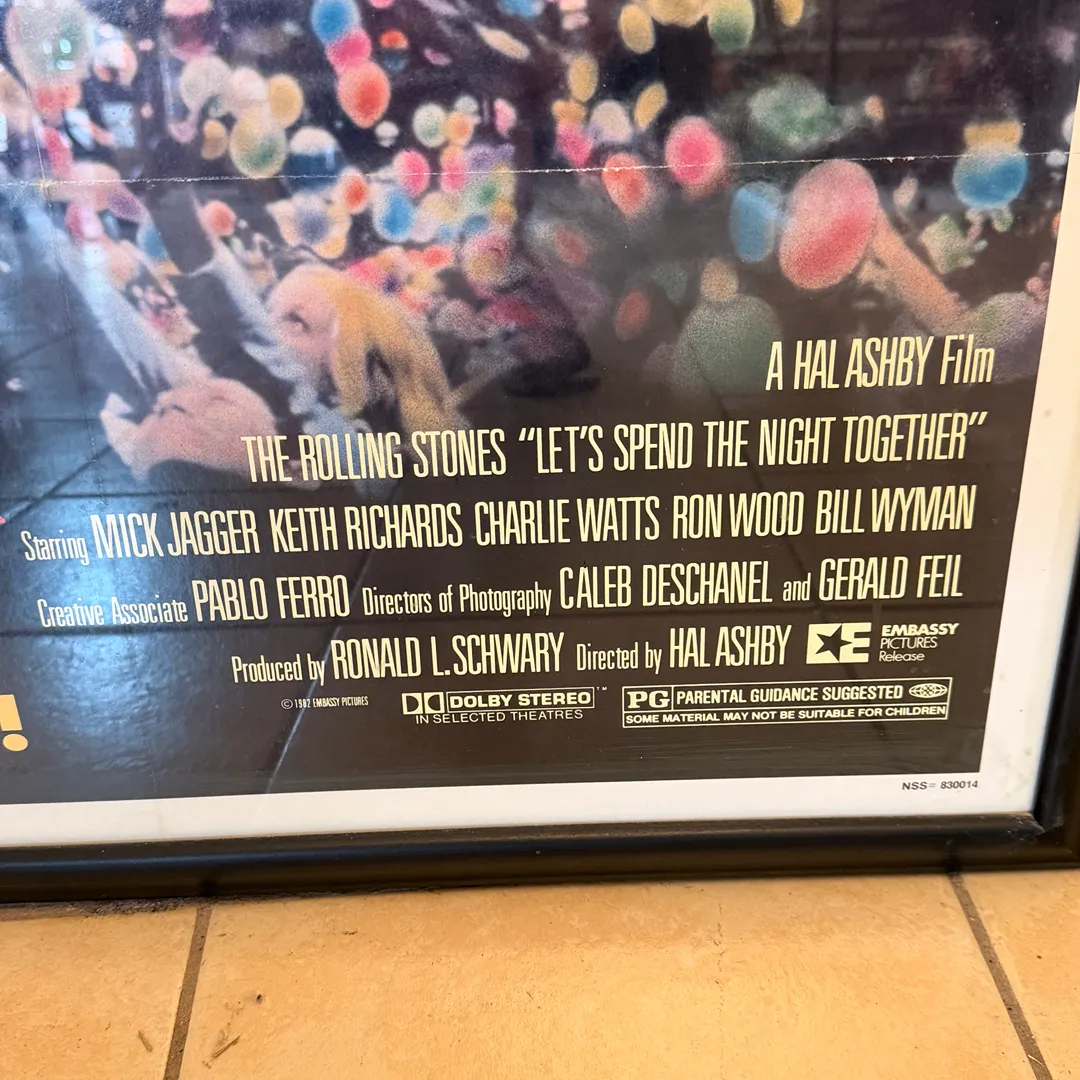 A HAL ASHBY Film
THE ROLLING STONES “LET’S SPEND THE NIGHT TOGETHER”
Starring MICK JAGGER KEITH RICHARDS CHARLIE WATTS RON WOOD BILL WYMAN
Creative Associate PABLO FERRO Directors of Photography CALEB DESCHANEL and GERALD FEIL
Produced by RONALD L. SCHWARY Directed by HAL ASHBY E EMBASSY
PICTURES
Release
!
© 1982 EMBASSY PICTURES
DOLBY STEREO ™
IN SELECTED THEATRES
PG PARENTAL GUIDANCE SUGGESTED
SOME MATERIAL MAY NOT BE SUITABLE FOR CHILDREN
NSS= 830014